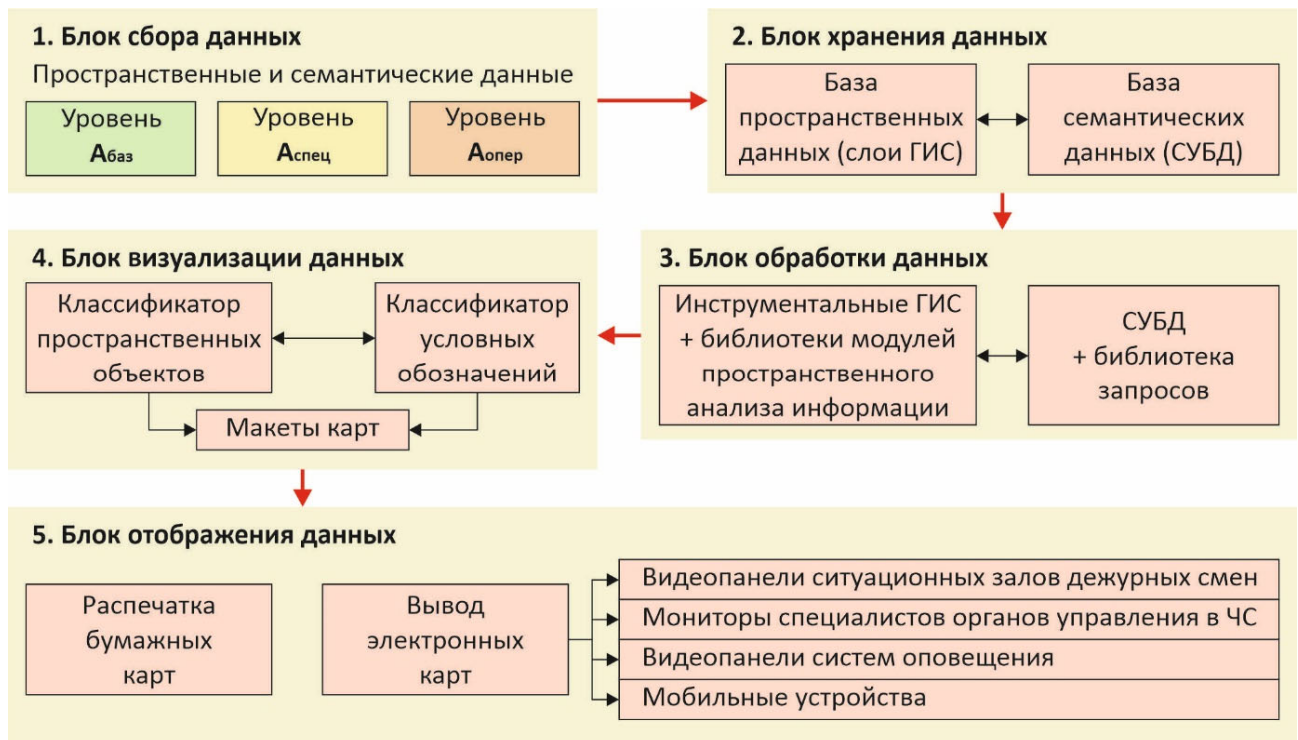 1. Блок сбора данных
Пространственные и семантические данные
Уровень
Абаз
Уровень
Аспец
Уровень
Аопер
2. Блок хранения данных
База
пространственных
данных (слои ГИС)
База
семантических
данных (СУБД)
3. Блок обработки данных
Инструментальные ГИС
+ библиотеки модулей
пространственного
анализа информации
СУБД
+ библиотека
запросов
4. Блок визуализации данных
Классификатор
пространственных
объектов
Классификатор
условных
обозначений
Макеты карт
5. Блок отображения данных
Распечатка
бумажных
карт
Вывод
электронных
карт
Видеопанели ситуационных залов дежурных смен
Мониторы специалистов органов управления в ЧС
Видеопанели систем оповещения
Мобильные устройства